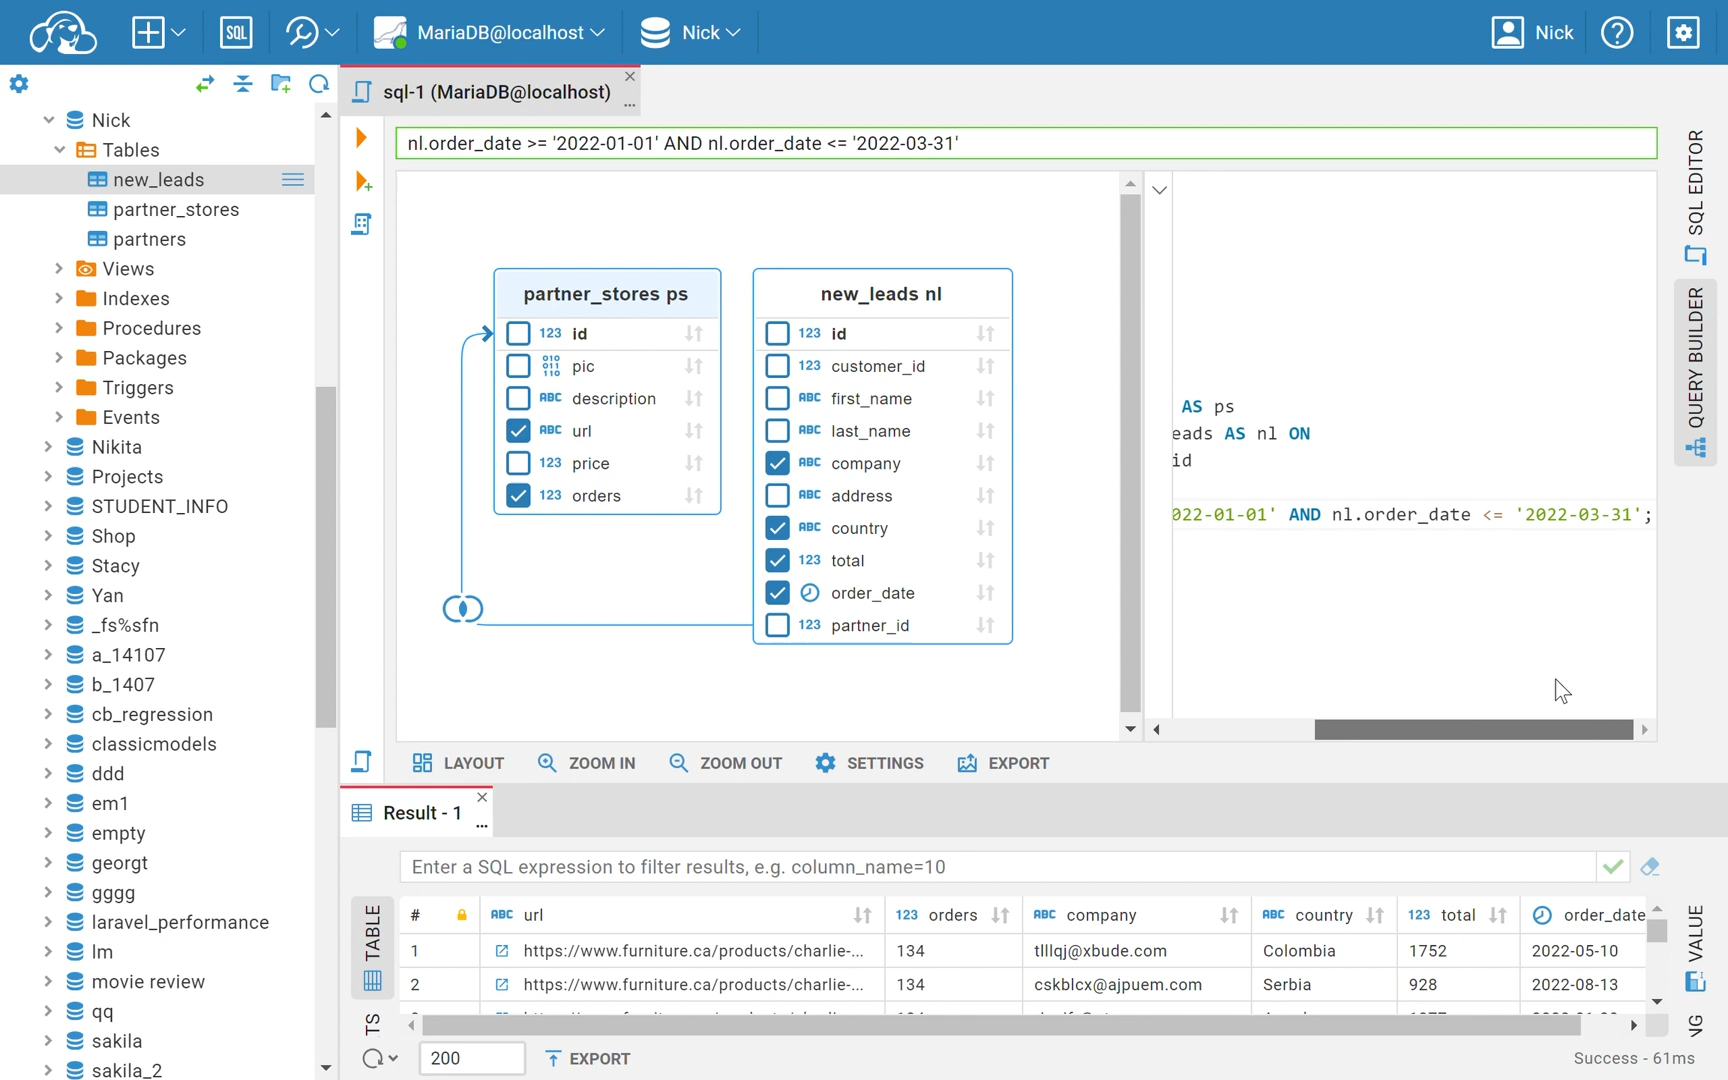 SQL
MariaDB@localhost
Nick
Nick
sql-1 (MariaDB@localhost)
Nick
Tables
new_leads
partner_stores
partners
Views
Indexes
Procedures
Packages
Triggers
Events
Nikita
Projects
STUDENT_INFO
Shop
Stacy
Yan
_fs%sfn
a_14107
b_1407
cb_regression
classicmodels
ddd
em1
empty
georgt
gggg
laravel_performance
lm
movie review
qq
sakila
sakila_2
nl.order_date >= '2022-01-01' AND nl.order_date <= '2022-03-31'
partner_stores ps
123 id
010 011 110 pic
ABC description
ABC url
123 price
123 orders
new_leads nl
123 id
123 customer_id
ABC first_name
ABC last_name
ABC company
ABC address
ABC country
123 total
order_date
123 partner_id
AS ps
eads AS nl ON
id
022-01-01' AND nl.order_date <= '2022-03-31';
SQL EDITOR
QUERY BUILDER
LAYOUT
ZOOM IN
ZOOM OUT
SETTINGS
EXPORT
Result - 1
Enter a SQL expression to filter results, e.g. column_name=10
TABLE
TS
# ABC url 123 orders ABC company ABC country 123 total order_date
1 https://www.furniture.ca/products/charlie-... 134 tlllqj@xbude.com Colombia 1752 2022-05-10
2 https://www.furniture.ca/products/charlie-... 134 cskblcx@ajpuem.com Serbia 928 2022-08-13
VALUE
NG
200
EXPORT
Success - 61ms